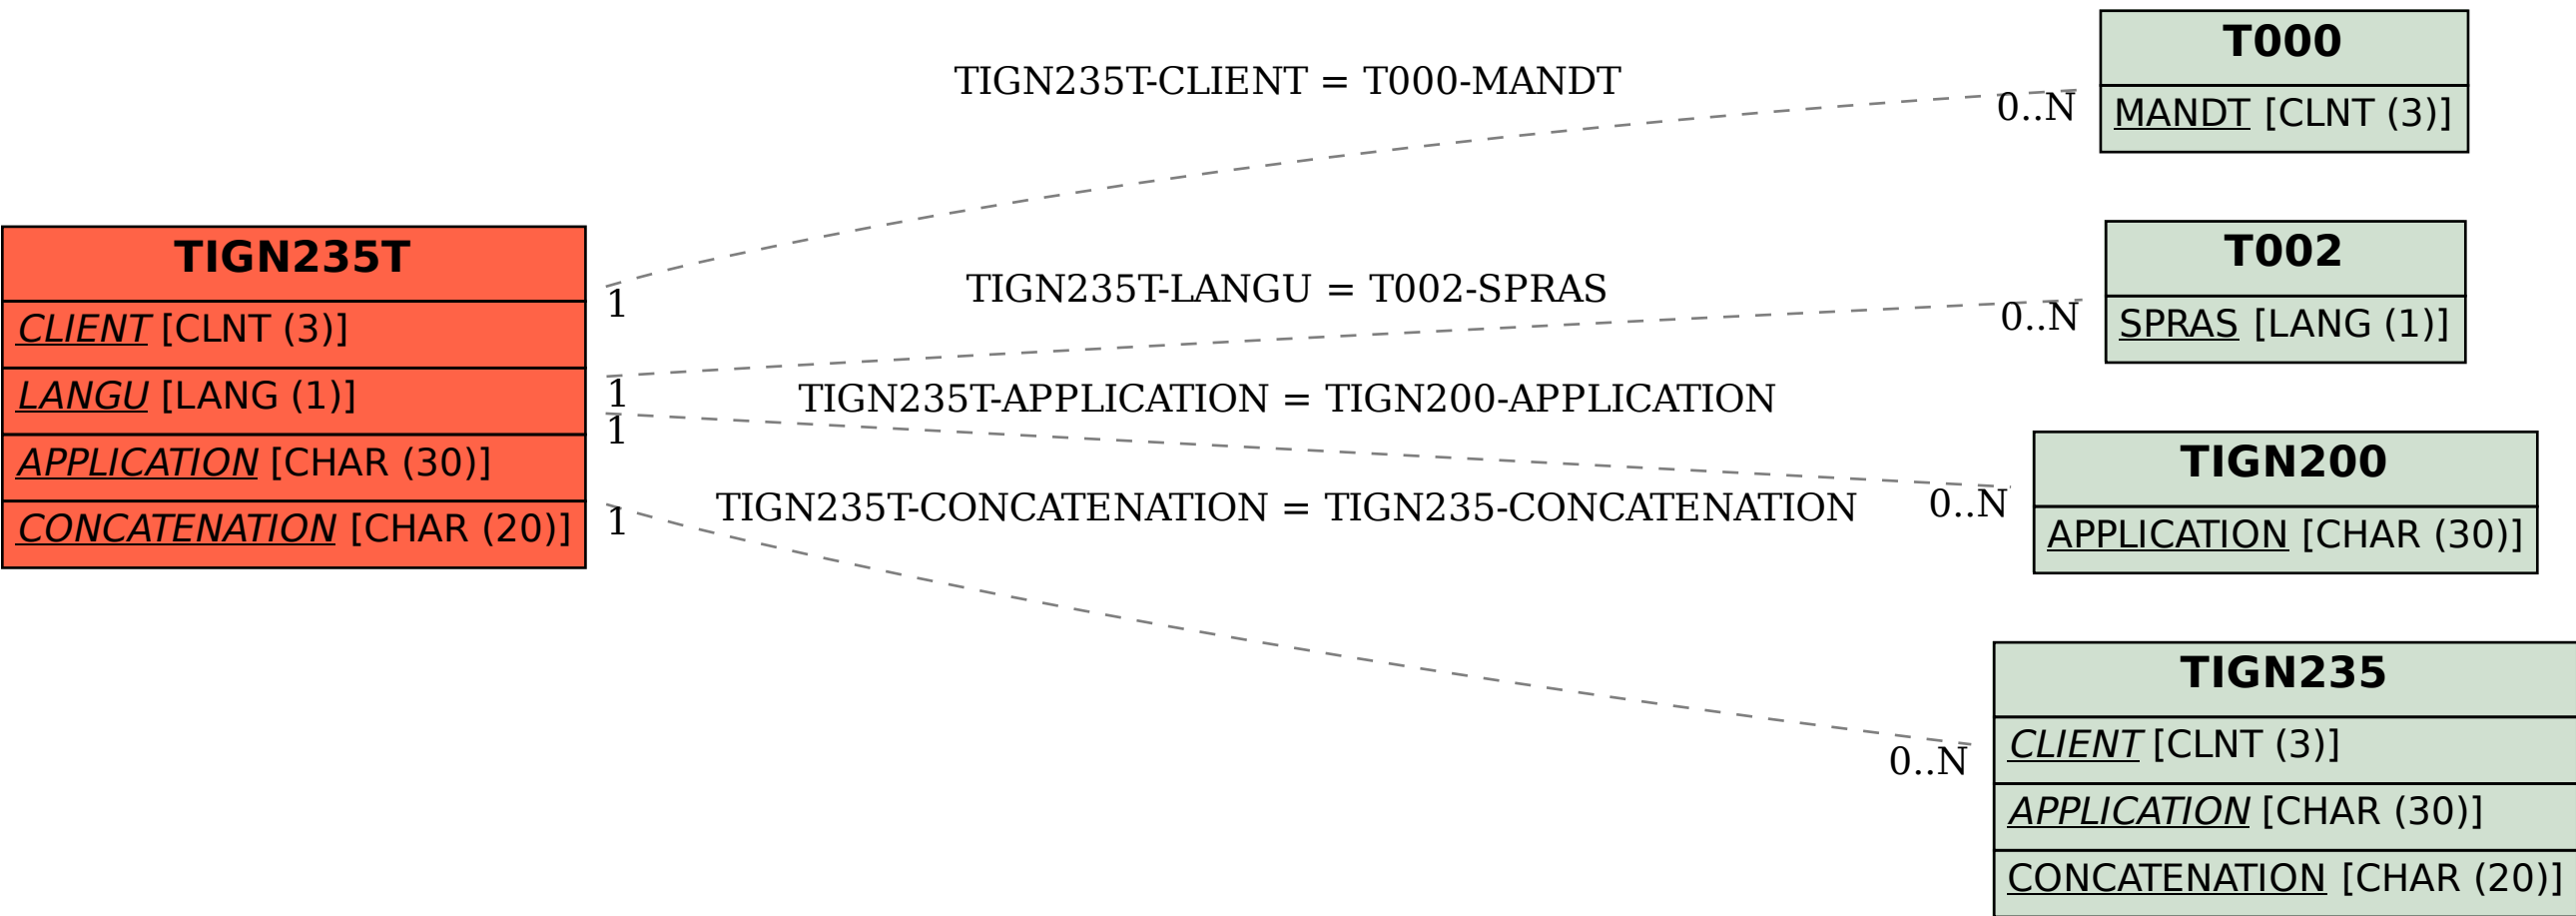 TIGN235T
CLIENT [CLNT (3)]
LANGU [LANG (1)]
APPLICATION [CHAR (30)]
CONCATENATION [CHAR (20)]
TIGN235T-CLIENT = T000-MANDT
1
0..N
TIGN235T-LANGU = T002-SPRAS
1
0..N
TIGN235T-APPLICATION = TIGN200-APPLICATION
1
0..N
TIGN235T-CONCATENATION = TIGN235-CONCATENATION
1
0..N
T000
MANDT [CLNT (3)]
T002
SPRAS [LANG (1)]
TIGN200
APPLICATION [CHAR (30)]
TIGN235
CLIENT [CLNT (3)]
APPLICATION [CHAR (30)]
CONCATENATION [CHAR (20)]